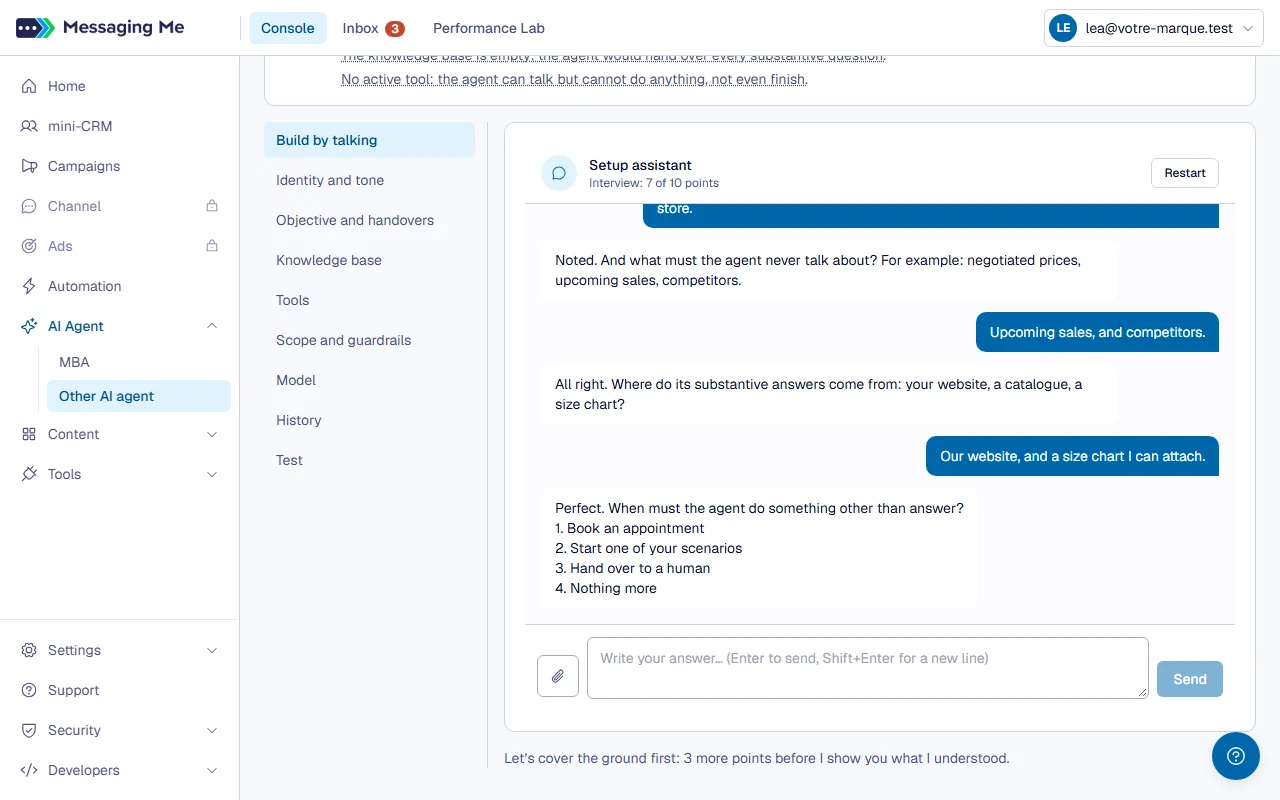 Messaging Me
Console
Inbox 3
Performance Lab
LE
lea@votre-marque.test
Home
mini-CRM
Campaigns
Channel
Ads
Automation
AI Agent
MBA
Other AI agent
Content
Tools
Settings
Support
Security
Developers
The knowledge base is empty: the agent would hand over every substantive question.
No active tool: the agent can talk but cannot do anything, not even finish.
Build by talking
Identity and tone
Objective and handovers
Knowledge base
Tools
Scope and guardrails
Model
History
Test
Setup assistant
Interview: 7 of 10 points
Restart
store.
Noted. And what must the agent never talk about? For example: negotiated prices,
upcoming sales, competitors.
Upcoming sales, and competitors.
All right. Where do its substantive answers come from: your website, a catalogue, a
size chart?
Our website, and a size chart I can attach.
Perfect. When must the agent do something other than answer?
1. Book an appointment
2. Start one of your scenarios
3. Hand over to a human
4. Nothing more
Write your answer… (Enter to send, Shift+Enter for a new line)
Send
Let's cover the ground first: 3 more points before I show you what I understood.